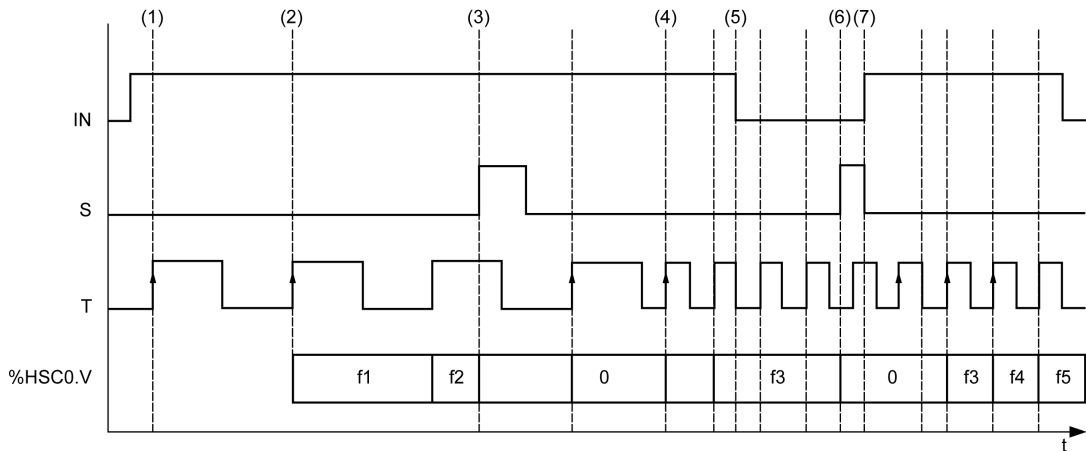 (1) (2) (3) (4) (5) (6) (7)
IN
S
T
%HSC0.V f1 f2 0 f3 0 f3 f4 f5
t